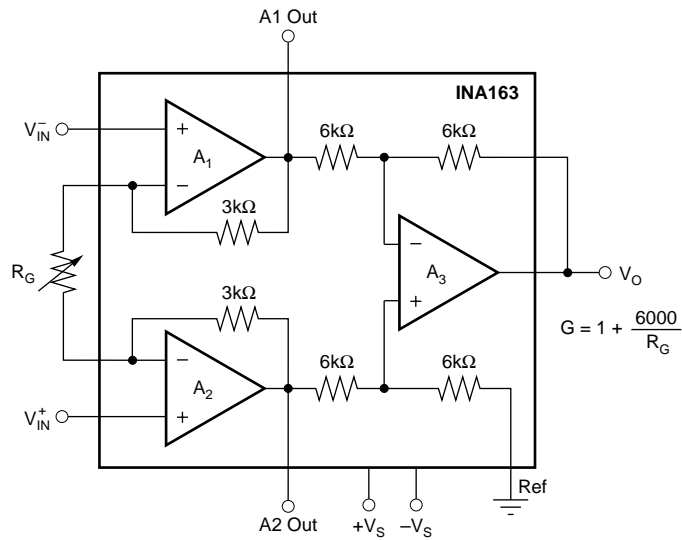 A1 Out
INA163
V⁻IN
6kΩ
6kΩ
+
A₁
−
3kΩ
RG
−
A₃
+
VO
3kΩ
G = 1 + 6000
RG
−
A₂
+
6kΩ
6kΩ
V⁺IN
Ref
A2 Out
+VS
−VS